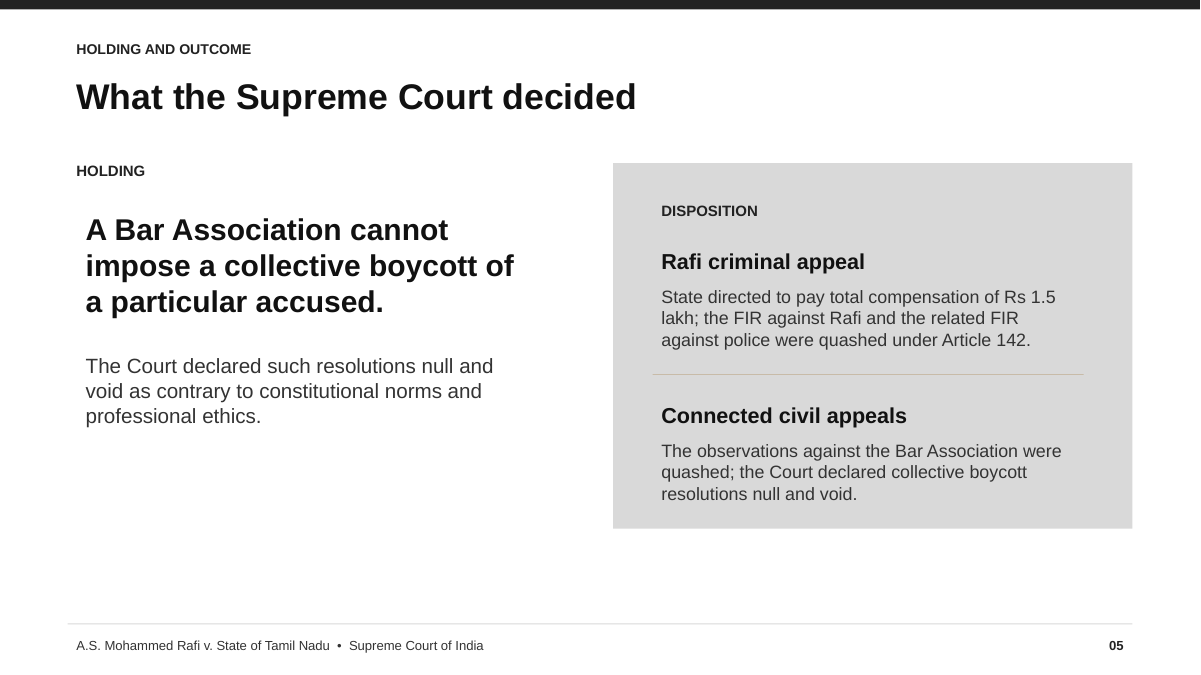 HOLDING AND OUTCOME
What the Supreme Court decided
HOLDING
A Bar Association cannot
impose a collective boycott of
a particular accused.
The Court declared such resolutions null and
void as contrary to constitutional norms and
professional ethics.
DISPOSITION
Rafi criminal appeal
State directed to pay total compensation of Rs 1.5
lakh; the FIR against Rafi and the related FIR
against police were quashed under Article 142.
Connected civil appeals
The observations against the Bar Association were
quashed; the Court declared collective boycott
resolutions null and void.
A.S. Mohammed Rafi v. State of Tamil Nadu • Supreme Court of India
05